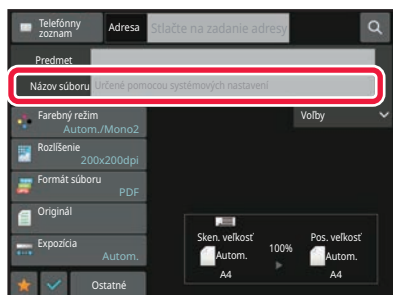 Telefónny
zoznam
Adresa
Stlačte na zadanie adresy
Predmet
Názov súboru
Určené pomocou systémových nastavení
Farebný režim
Autom./Mono2
Voľby
Rozlíšenie
200x200dpi
Formát súboru
PDF
Originál
Expozícia
Autom.
Sken. veľkosť
Autom.
A4
100%
Pos. veľkosť
Autom.
A4
Ostatné